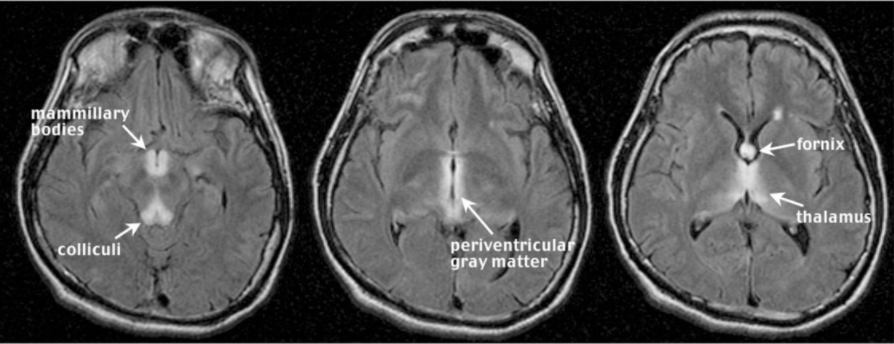 mammillary
bodies
colliculi
periventricular
gray matter
fornix
thalamus